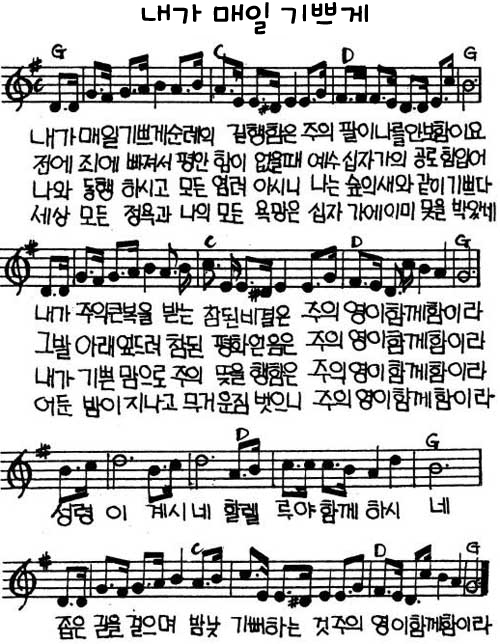 내가 매일 기쁘게
G C D G
내가 매일 기쁘게 순례의 길행함은 주의 팔이 나를 안보함이요
전에 죄에 빠져서 평안 함이 없을때 예수 십자가의 공로힘입어
나와 동행 하시고 모든 염려 아시니 나는 숲의새와 같이 기쁘다
세상 모든 정욕과 나의 모든 욕망은 십자 가에이미 못을 박았네
C D G
내가 주의큰복을 받는 참된비결은 주의 영이함께함이라
그발 아래엎드려 참된 평화얻음은 주의 영이함께함이라
내가 기쁜 맘으로 주의 뜻을 행함은 주의 영이함께함이라
어둔 밤이지나고 무거운짐 벗으니 주의 영이함께함이라
D G
성령 이 계시네 할렐 루야 함께 하시 네
C D G
좁은 길을 걸으며 밤낮 기뻐하는 것주의 영이함께함이라